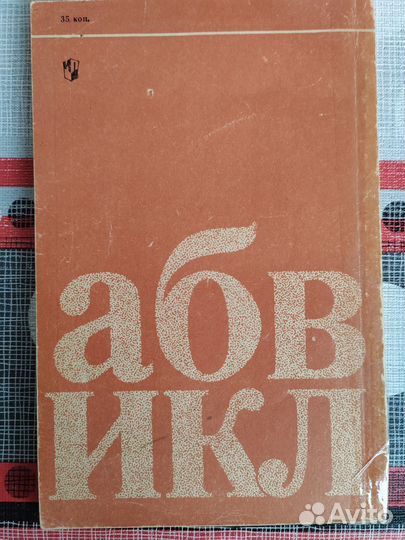 35 коп.
абв
икл
Avito